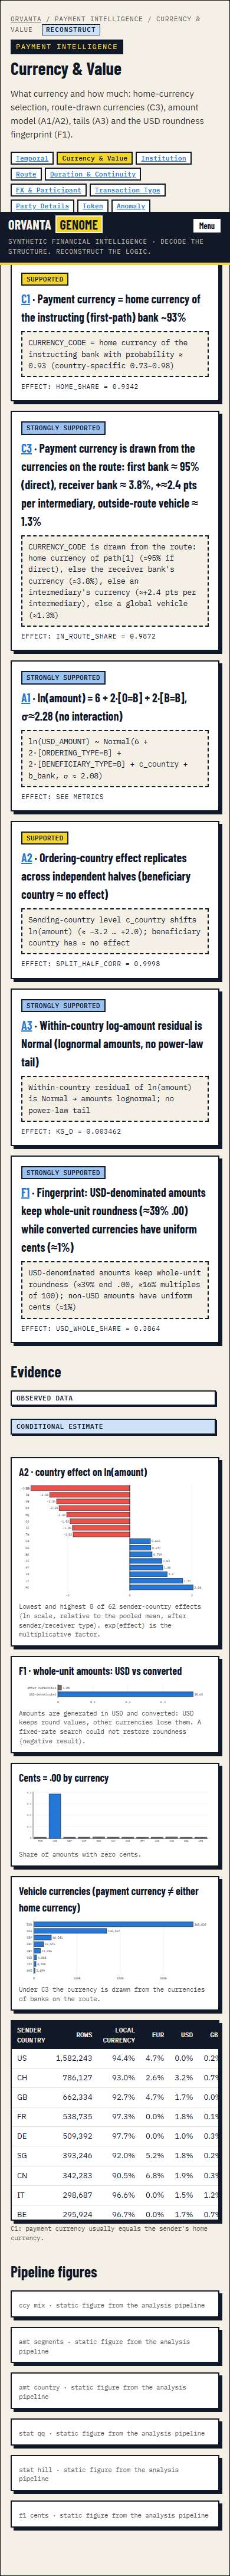 ORVANTA / PAYMENT INTELLIGENCE / CURRENCY &
VALUE RECONSTRUCT
PAYMENT INTELLIGENCE
Currency & Value
What currency and how much: home-currency
selection, route-drawn currencies (C3), amount
model (A1/A2), tails (A3) and the USD roundness
fingerprint (F1).
Temporal Currency & Value Institution
Route Duration & Continuity
FX & Participant Transaction Type
Party Details Token Anomaly
ORVANTA GENOME Menu
SYNTHETIC FINANCIAL INTELLIGENCE · DECODE THE
STRUCTURE. RECONSTRUCT THE LOGIC.
SUPPORTED
C1 · Payment currency = home currency of
the instructing (first-path) bank ~93%
CURRENCY_CODE = home currency of the
instructing bank with probability ≈
0.93 (country-specific 0.73–0.98)
EFFECT: HOME_SHARE = 0.9342
STRONGLY SUPPORTED
C3 · Payment currency is drawn from the
currencies on the route: first bank ≈ 95%
(direct), receiver bank ≈ 3.8%, +≈2.4 pts
per intermediary, outside-route vehicle ≈
1.3%
CURRENCY_CODE is drawn from the route:
home currency of path[1] (≈95% if
direct), else the receiver bank's
currency (≈3.8%), else an
intermediary's currency (≈+2.4 pts per
intermediary), else a global vehicle
(≈1.3%)
EFFECT: IN_ROUTE_SHARE = 0.9872
STRONGLY SUPPORTED
A1 · ln(amount) = 6 + 2·[O=B] + 2·[B=B],
σ≈2.28 (no interaction)
ln(USD_AMOUNT) ~ Normal(6 +
2·[ORDERING_TYPE=B] +
2·[BENEFICIARY_TYPE=B] + c_country +
b_bank, σ ≈ 2.08)
EFFECT: SEE METRICS
SUPPORTED
A2 · Ordering-country effect replicates
across independent halves (beneficiary
country ≈ no effect)
Sending-country level c_country shifts
ln(amount) (≈ −3.2 … +2.0); beneficiary
country has ≈ no effect
EFFECT: SPLIT_HALF_CORR = 0.9998
STRONGLY SUPPORTED
A3 · Within-country log-amount residual is
Normal (lognormal amounts, no power-law
tail)
Within-country residual of ln(amount)
is Normal → amounts lognormal; no
power-law tail
EFFECT: KS_D = 0.003462
STRONGLY SUPPORTED
F1 · Fingerprint: USD-denominated amounts
keep whole-unit roundness (≈39% .00)
while converted currencies have uniform
cents (≈1%)
USD-denominated amounts keep whole-unit
roundness (≈39% end .00, ≈16% multiples
of 100); non-USD amounts have uniform
cents (≈1%)
EFFECT: USD_WHOLE_SHARE = 0.3864
Evidence
OBSERVED DATA
CONDITIONAL ESTIMATE
A2 · country effect on ln(amount)
Lowest and highest 8 of 62 sender-country effects
(ln scale, relative to the pooled mean, after
sender/receiver type). exp(effect) is the
multiplicative factor.
F1 · whole-unit amounts: USD vs converted
Amounts are generated in USD and converted: USD
keeps round values, other currencies lose them. A
fixed-rate search could not restore roundness
(negative result).
Cents = .00 by currency
Share of amounts with zero cents.
Vehicle currencies (payment currency ≠ either
home currency)
Under C3 the currency is drawn from the currencies
of banks on the route.
SENDER COUNTRY ROWS LOCAL CURRENCY EUR USD GB
US 1,582,243 94.4% 4.7% 0.0% 0.2%
CH 786,127 93.0% 2.6% 3.2% 0.7%
GB 662,334 92.7% 4.7% 1.7% 0.0%
FR 538,735 97.3% 0.0% 1.8% 0.1%
DE 509,392 97.7% 0.0% 1.0% 0.3%
SG 393,246 92.0% 5.2% 1.8% 0.2%
CN 342,283 90.5% 6.8% 1.9% 0.3%
IT 298,687 96.6% 0.0% 1.5% 1.2%
BE 295,924 96.7% 0.0% 1.7% 0.7%
C1: payment currency usually equals the sender's home
currency.
Pipeline figures
ccy mix · static figure from the analysis pipeline
amt segments · static figure from the analysis
pipeline
amt country · static figure from the analysis
pipeline
stat qq · static figure from the analysis pipeline
stat hill · static figure from the analysis
pipeline
f1 cents · static figure from the analysis pipeline